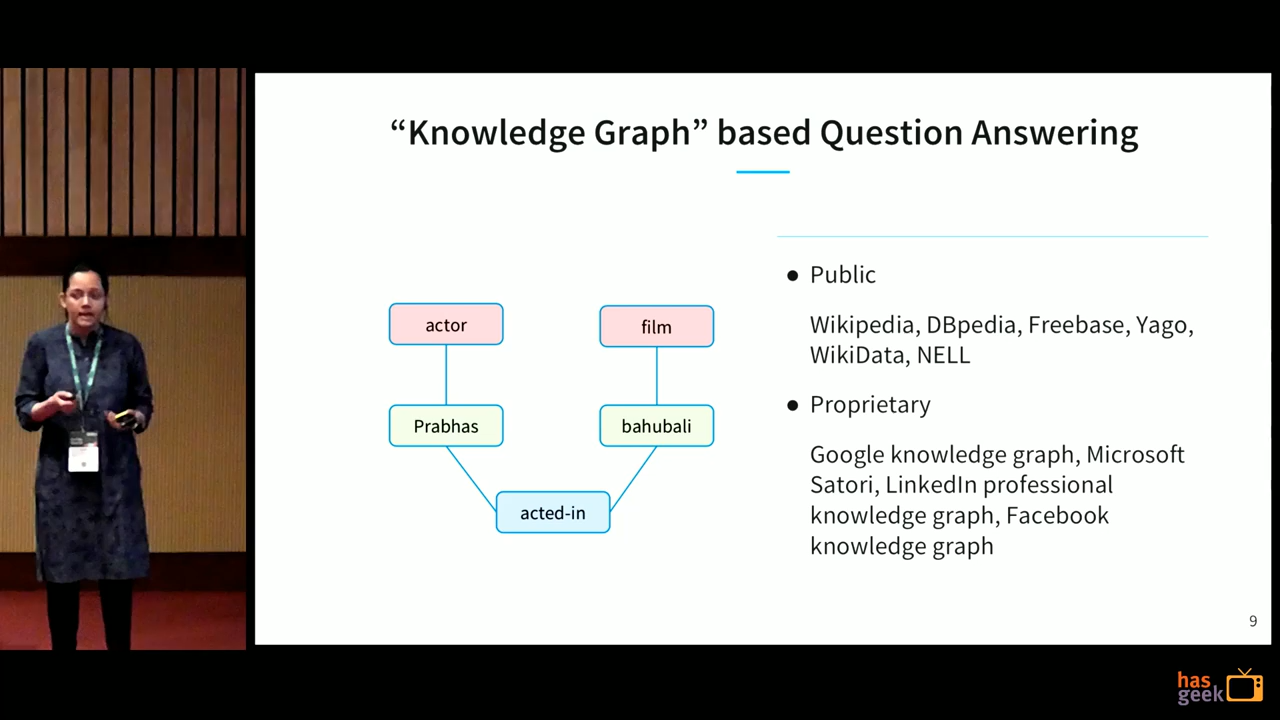 “Knowledge Graph” based Question Answering
actor
film
Prabhas
bahubali
acted-in
● Public
Wikipedia, DBpedia, Freebase, Yago,
WikiData, NELL
● Proprietary
Google knowledge graph, Microsoft
Satori, LinkedIn professional
knowledge graph, Facebook
knowledge graph
9
has
geek